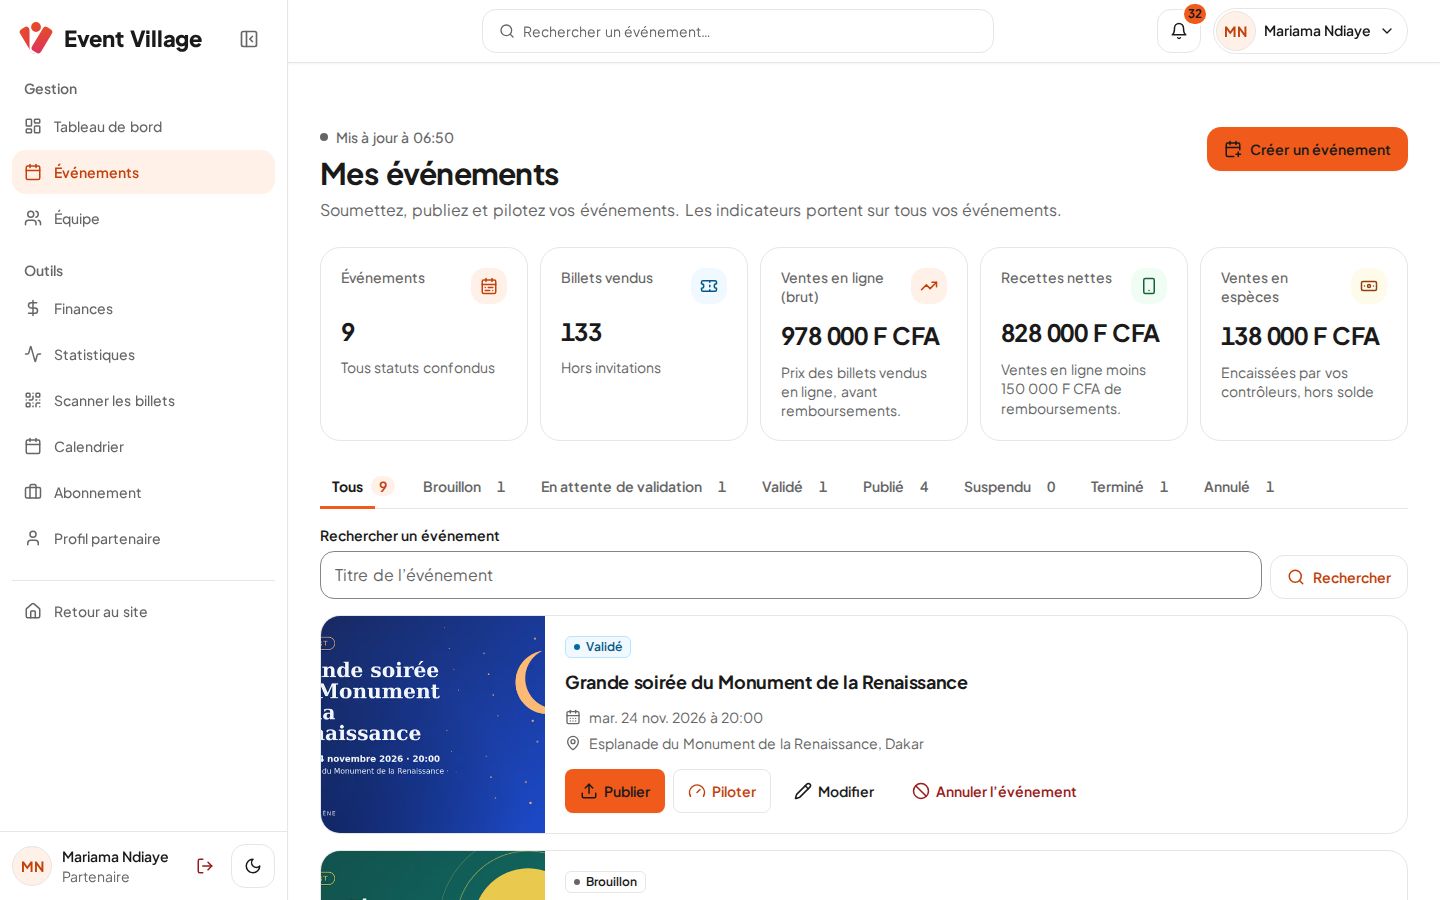 Event Village
Rechercher un événement…
32
MN
Mariama Ndiaye
Gestion
Tableau de bord
Événements
Équipe
Outils
Finances
Statistiques
Scanner les billets
Calendrier
Abonnement
Profil partenaire
Retour au site
MN
Mariama Ndiaye
Partenaire
Mis à jour à 06:50
Mes événements
Soumettez, publiez et pilotez vos événements. Les indicateurs portent sur tous vos événements.
Créer un événement
Événements
9
Tous statuts confondus
Billets vendus
133
Hors invitations
Ventes en ligne
(brut)
978 000 F CFA
Prix des billets vendus
en ligne, avant
remboursements.
Recettes nettes
828 000 F CFA
Ventes en ligne moins
150 000 F CFA de
remboursements.
Ventes en
espèces
138 000 F CFA
Encaissées par vos
contrôleurs, hors solde
Tous 9 Brouillon 1 En attente de validation 1 Validé 1 Publié 4 Suspendu 0 Terminé 1 Annulé 1
Rechercher un événement
Titre de l’événement
Rechercher
nde soirée
Monument
la
naissance
novembre 2026 · 20:00
du Monument de la Renaissance
Validé
Grande soirée du Monument de la Renaissance
mar. 24 nov. 2026 à 20:00
Esplanade du Monument de la Renaissance, Dakar
Publier
Piloter
Modifier
Annuler l’événement
Brouillon